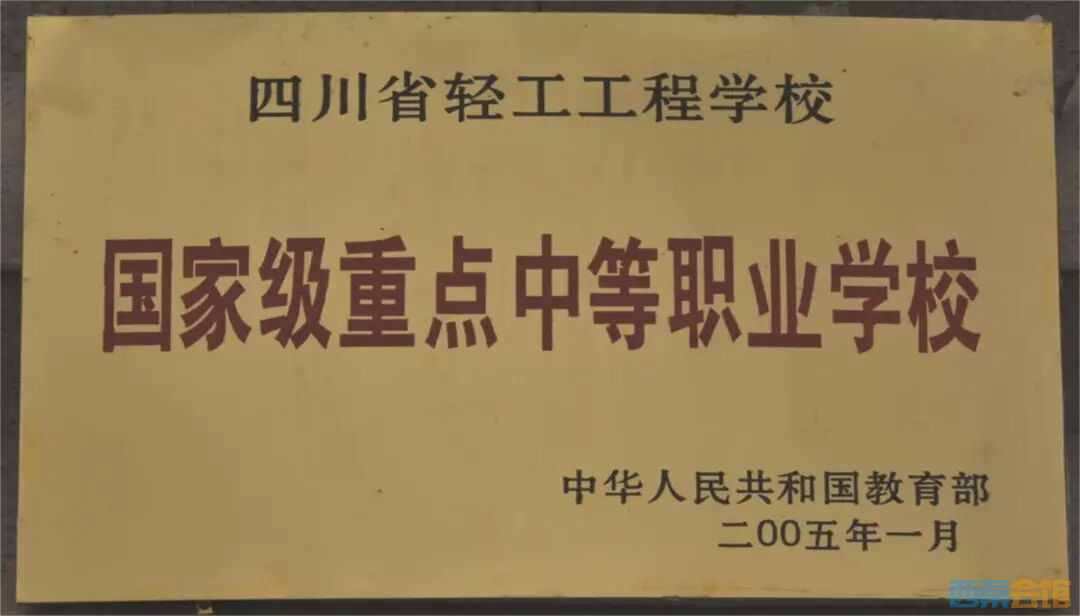 四川省轻工工程学校
国家级重点中等职业学校
中华人民共和国教育部
二00五年一月
西秦会馆